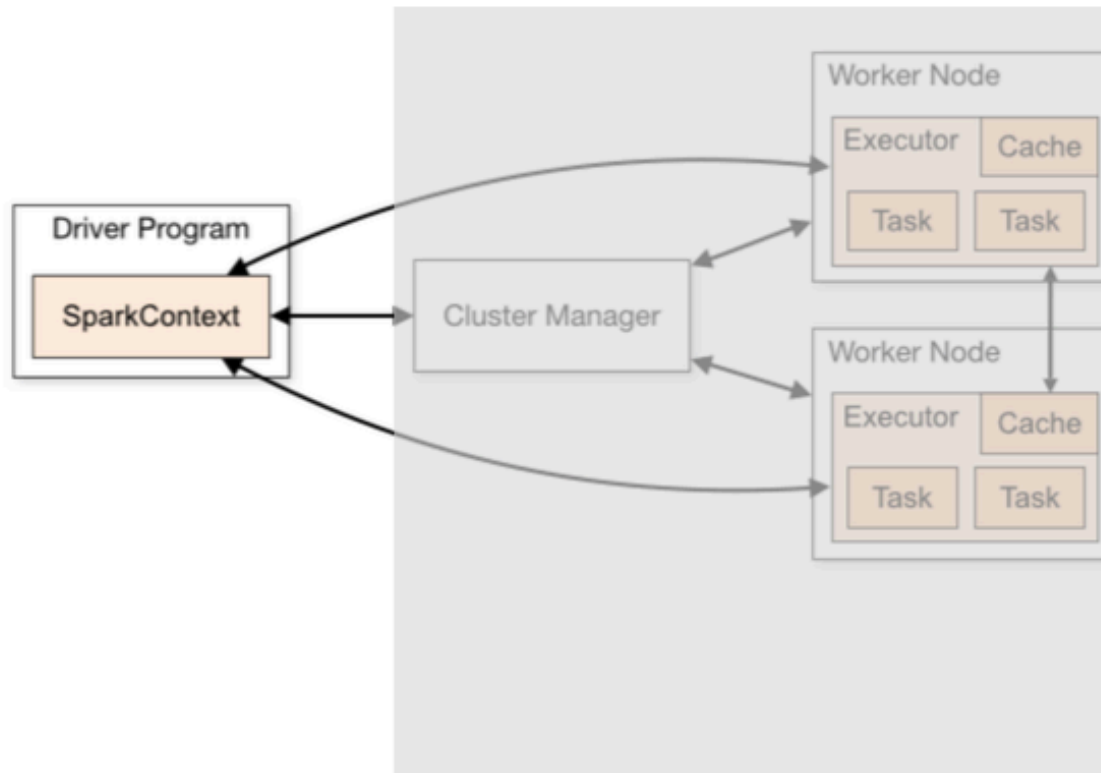 Driver Program
SparkContext
Cluster Manager
Worker Node
Executor
Cache
Task
Task
Worker Node
Executor
Cache
Task
Task